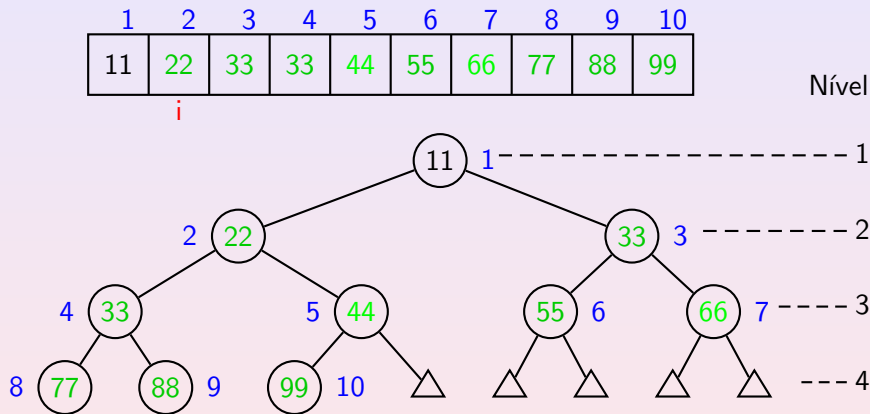 1 2 3 4 5 6 7 8 9 10
11 22 33 33 44 55 66 77 88 99
Nível
i
11 1 1
2 22 33 3 2
4 33 5 44 55 6 66 7 3
8 77 88 9 99 10 4